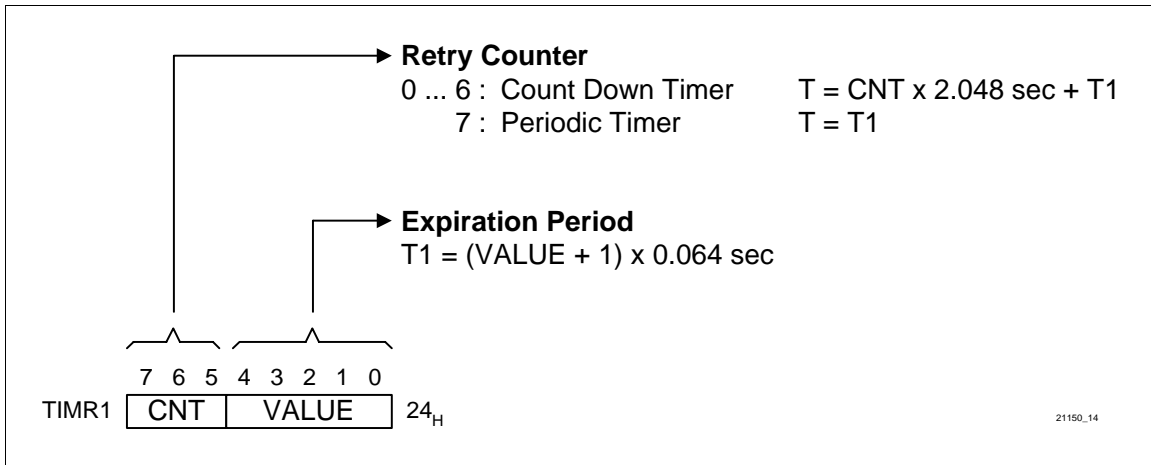 Retry Counter
0 ... 6 : Count Down Timer T = CNT x 2.048 sec + T1
7 : Periodic Timer T = T1
Expiration Period
T1 = (VALUE + 1) x 0.064 sec
7 6 5 4 3 2 1 0
TIMR1 CNT VALUE 24H
21150_14